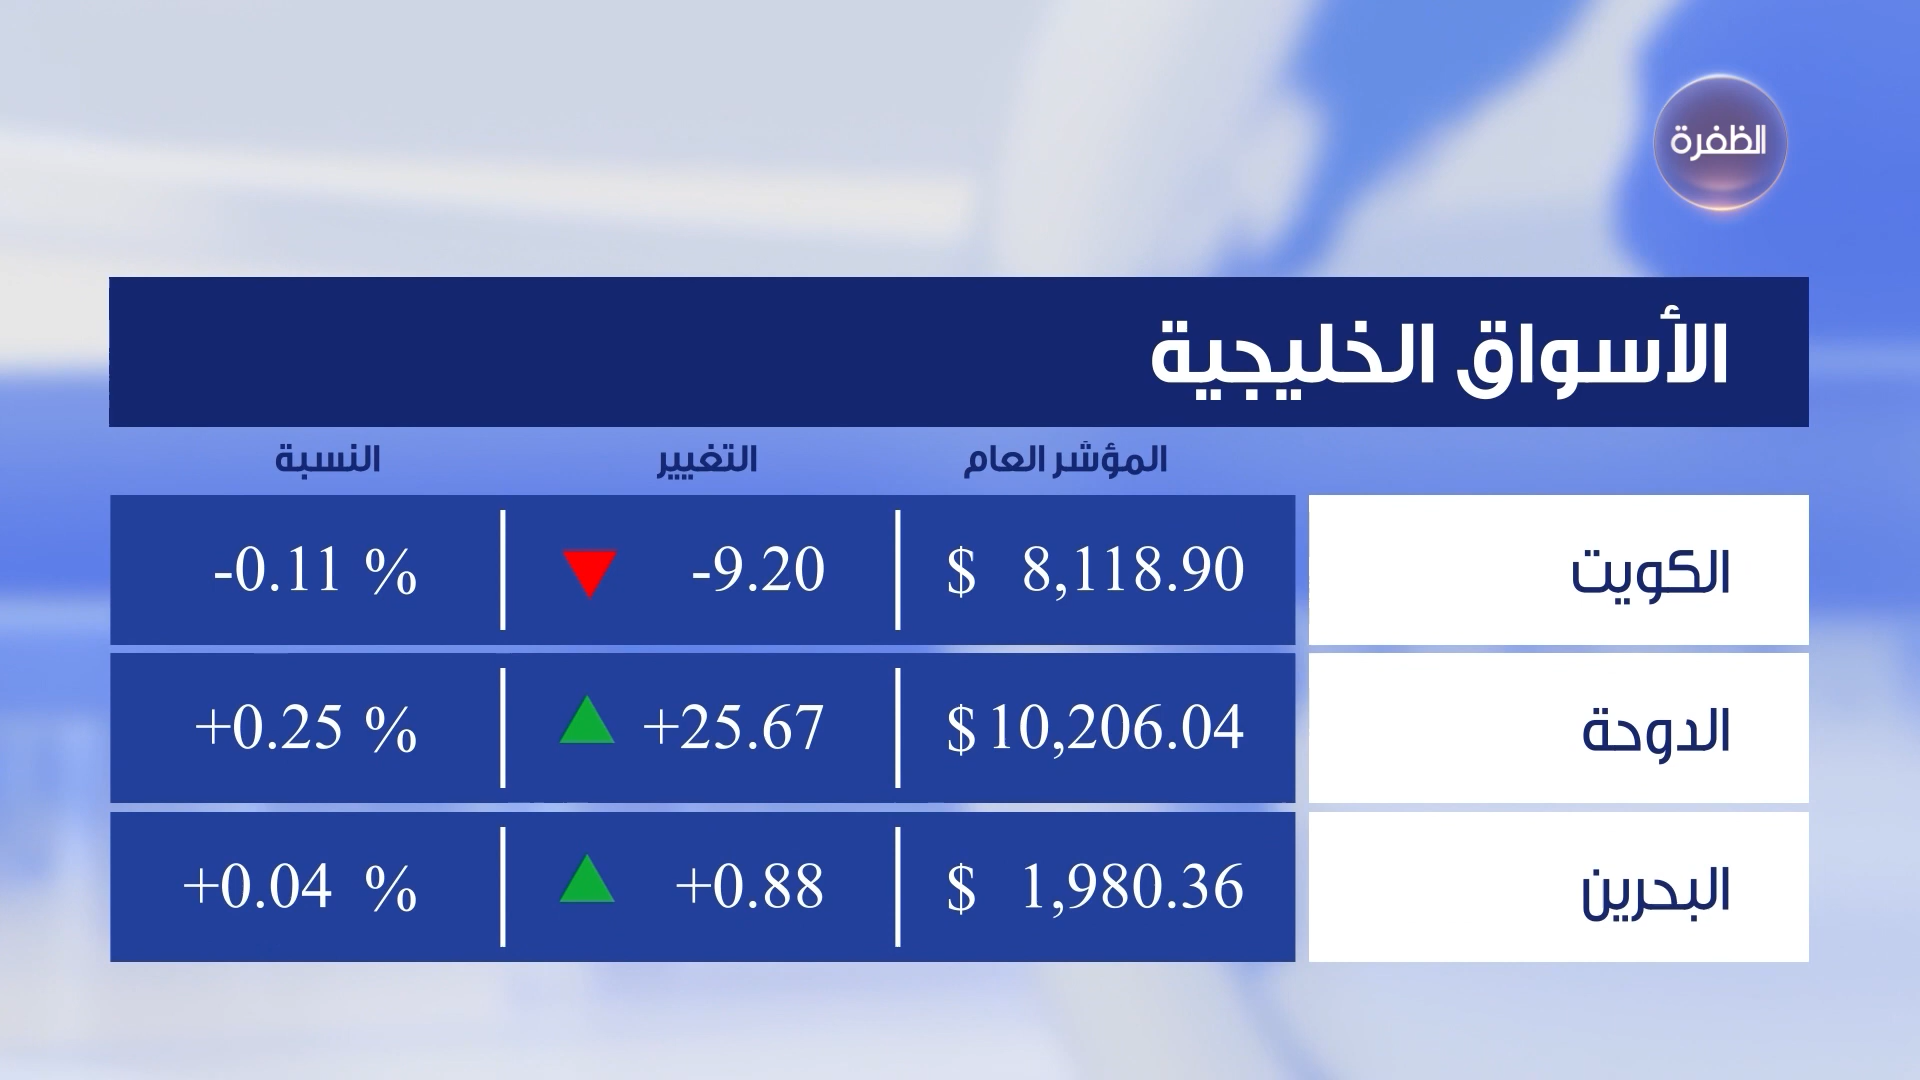 الظفرة
الأسواق الخليجية
المؤشر العام التغيير النسبة
الكويت $ 8,118.90 -9.20 -0.11 %
الدوحة $ 10,206.04 +25.67 +0.25 %
البحرين $ 1,980.36 +0.88 +0.04 %